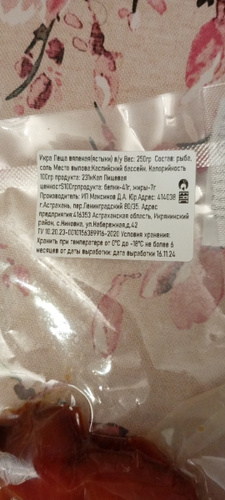 Икра Леща вяленая(ястыки) в/у Вес: 250гр Состав: рыба,
соль Место вылова:Каспийский бассейн. Калорийность
100гр продукта: 221Ккал Пищевая
ценность100грпродукта: белки-41г, жиры-7г
Производитель: ИП Максимов Д.А. Юр.Адрес: 414038
г.Астрахань, пер.Ленинградский 80/35. Адрес
предприятия:416353 Астраханская область, Икрянинский
район, с.Ниновка, ул.Набережная,д.42
TУ 10.20.23-001 2020 Условия хранения:
Хранить при температуре от 0°С до -18°С не более 6
месяцев от даты выработки: дата выработки 16.11.24